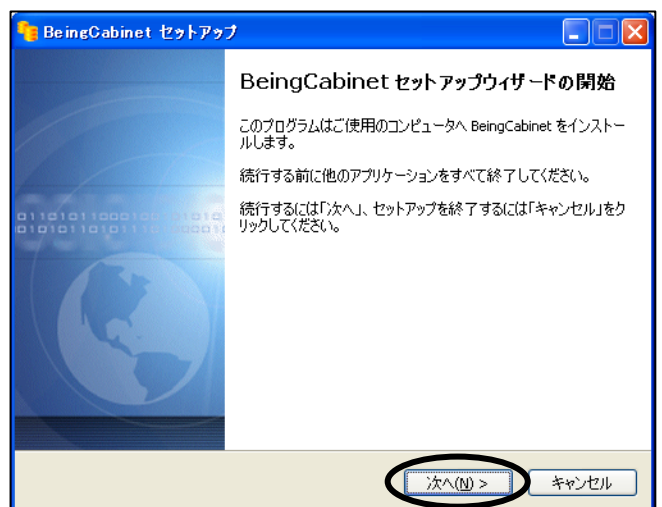 BeingCabinet セットアップ
BeingCabinet セットアップウィザードの開始
このプログラムはご使用のコンピュータへ BeingCabinet をインストー
ルします。
続行する前に他のアプリケーションをすべて終了してください。
続行するには「次へ」、セットアップを終了するには「キャンセル」をク
リックしてください。
次へ(N) >
キャンセル